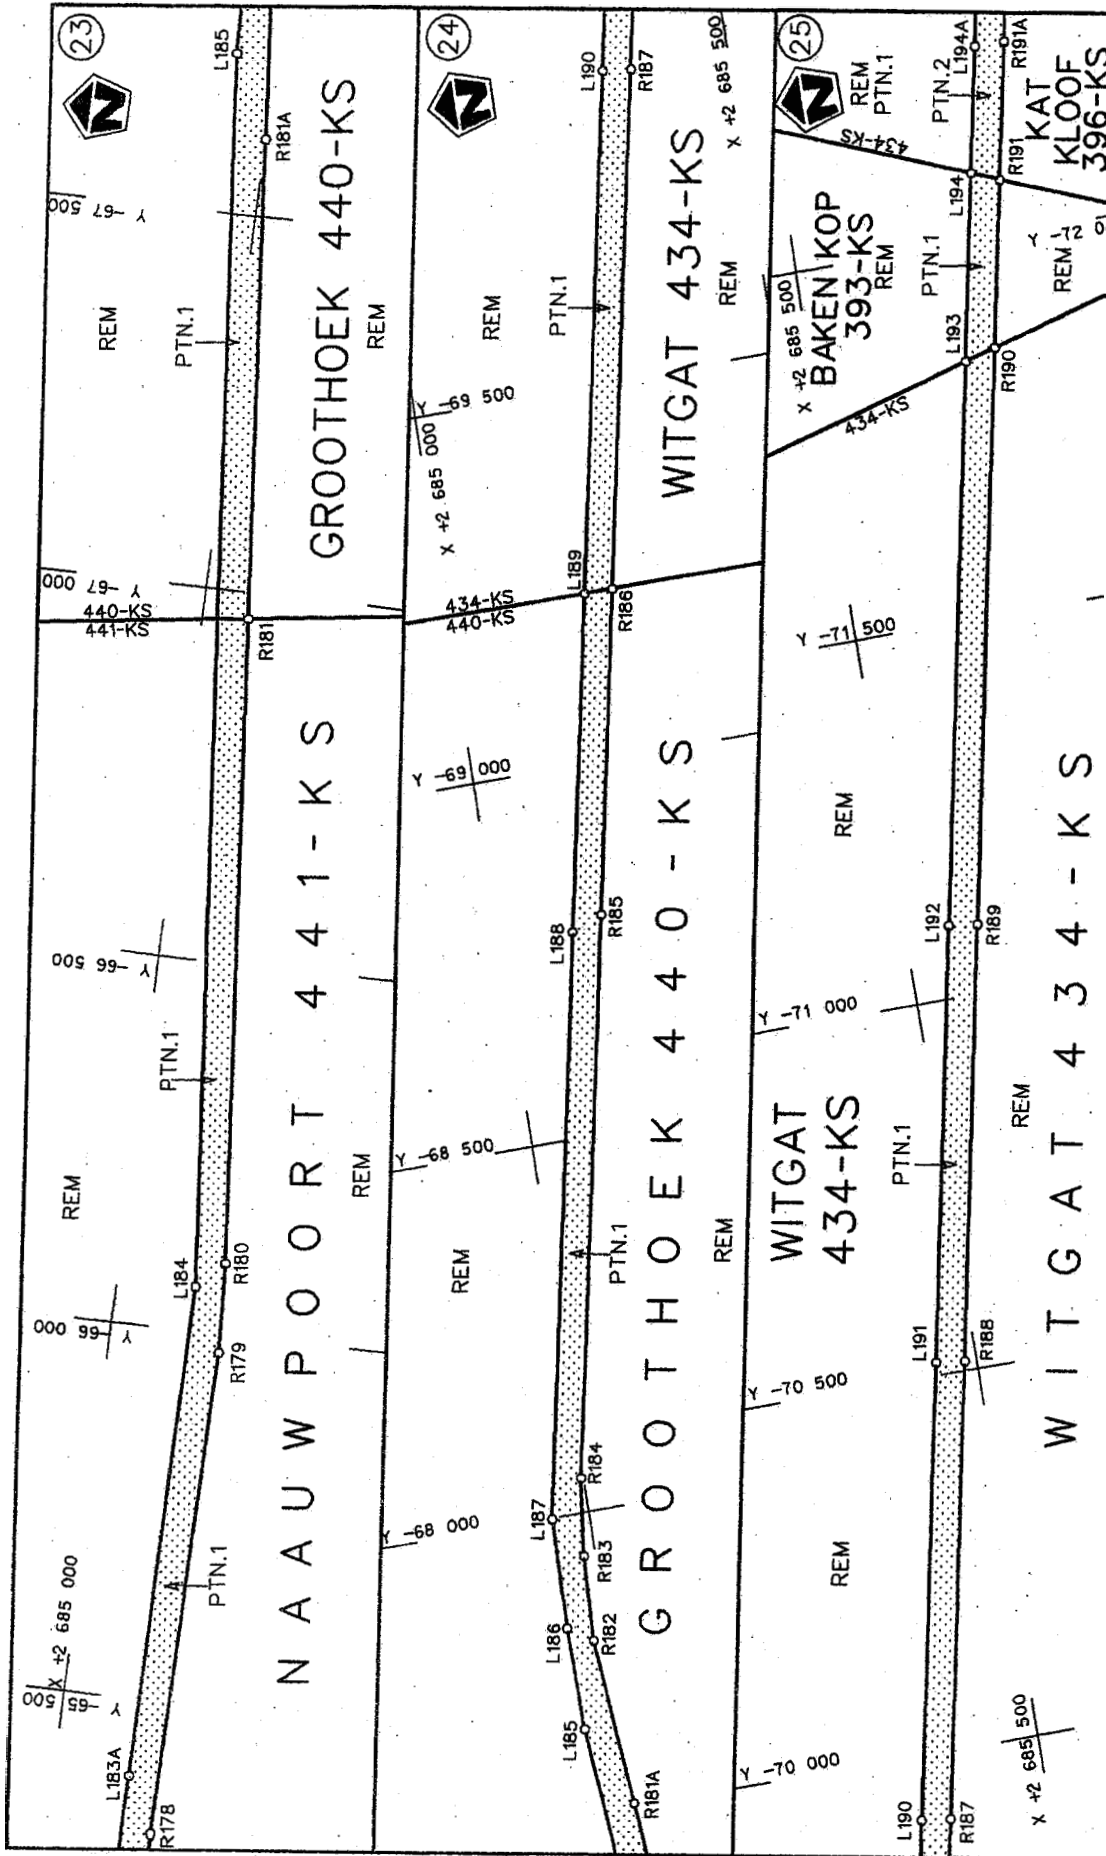 23
N
L185
R181A
Y -67 500
REM
PTN.1
GROOTHOEK 440-KS
REM
Y -67 000
440-KS
441-KS
R181
Y -66 500
PTN.1
REM
NAAUWPOORT 441-KS
REM
L184
R180
Y -66 000
R179
PTN.1
X +2 685 000
Y -65 500
L183A
R178
24
N
L190
R187
X +2 685 500
WITGAT 434-KS
REM
REM
PTN.1
Y -69 500
X +2 685 000
L189
434-KS
440-KS
R186
Y -69 000
L188
R185
GROOTHOEK 440-KS
REM
Y -68 500
REM
PTN.1
L187
R184
Y -68 000
R183
L186
R182
L185
R181A
25
N
REM
PTN.1
PTN.2
L194A
R191A
KAT
KLOOF
396-KS
434-KS
L194
R191
BAKENKOP
393-KS
REM
X +2 685 500
PTN.1
REM
L193
R190
434-KS
Y -71 500
REM
L192
R189
Y -71 000
WITGAT
434-KS
PTN.1
REM
WITGAT 434-KS
L191
R188
Y -70 500
REM
Y -70 000
L190
R187
X +2 685 500